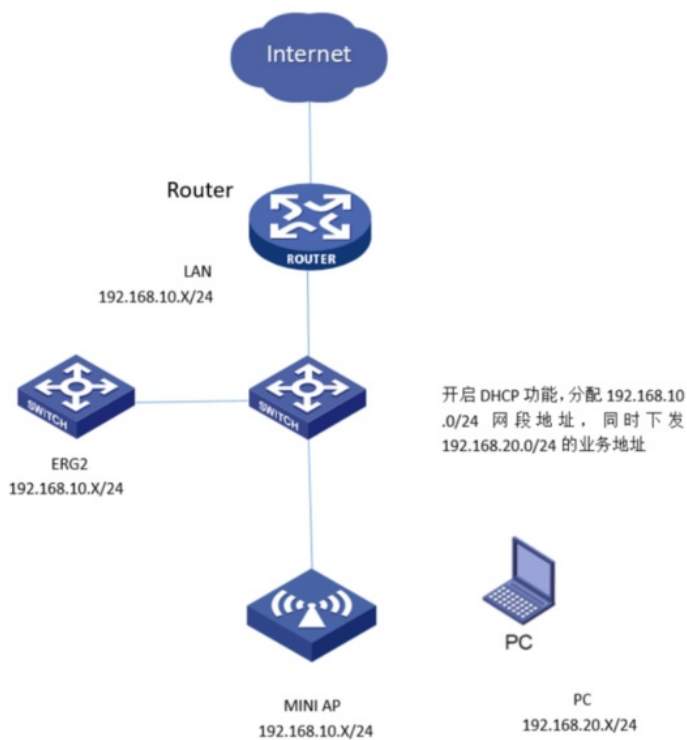 Internet
Router
ROUTER
LAN
192.168.10.X/24
SWITCH
SWITCH
开启 DHCP 功能，分配 192.168.10
.0/24 网段地址，同时下发
192.168.20.0/24 的业务地址
ERG2
192.168.10.X/24
PC
MINI AP
192.168.10.X/24
PC
192.168.20.X/24